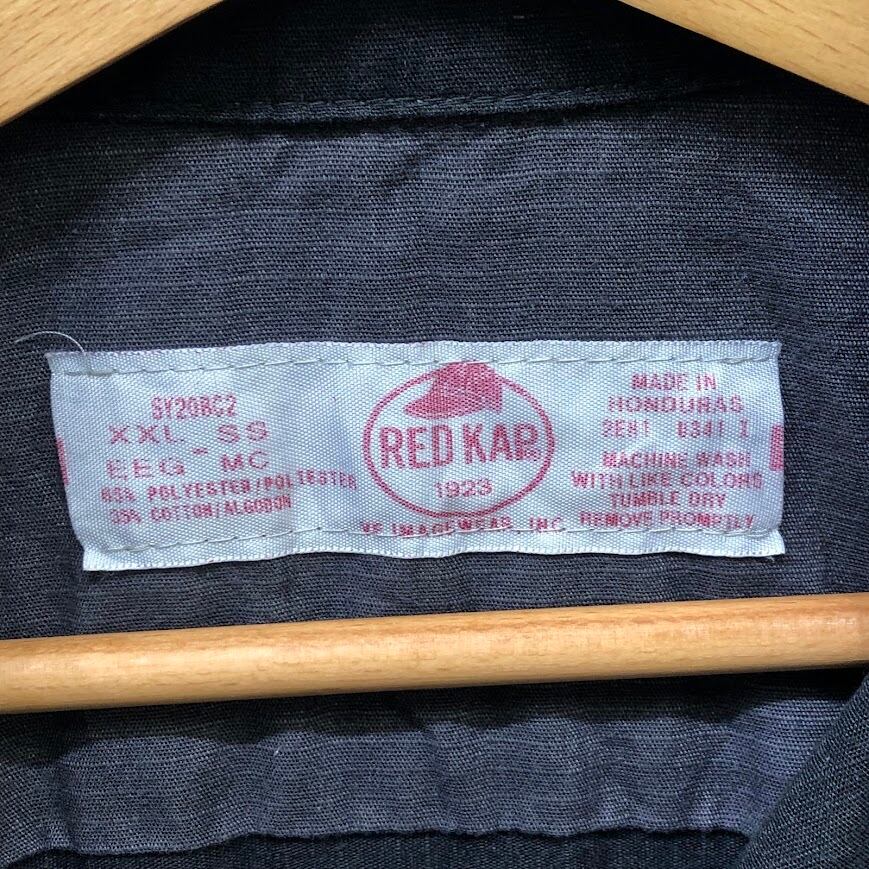 SY20BC2
XXL - SS
EEG MC
65% POLYESTER/POLIESTER
35% COTTON/ALGODON
RED KAP®
1923
VF IMAGEWEAR, INC
MADE IN
HONDURAS
MACHINE WASH
WITH LIKE COLORS
TUMBLE DRY
REMOVE PROMPTLY